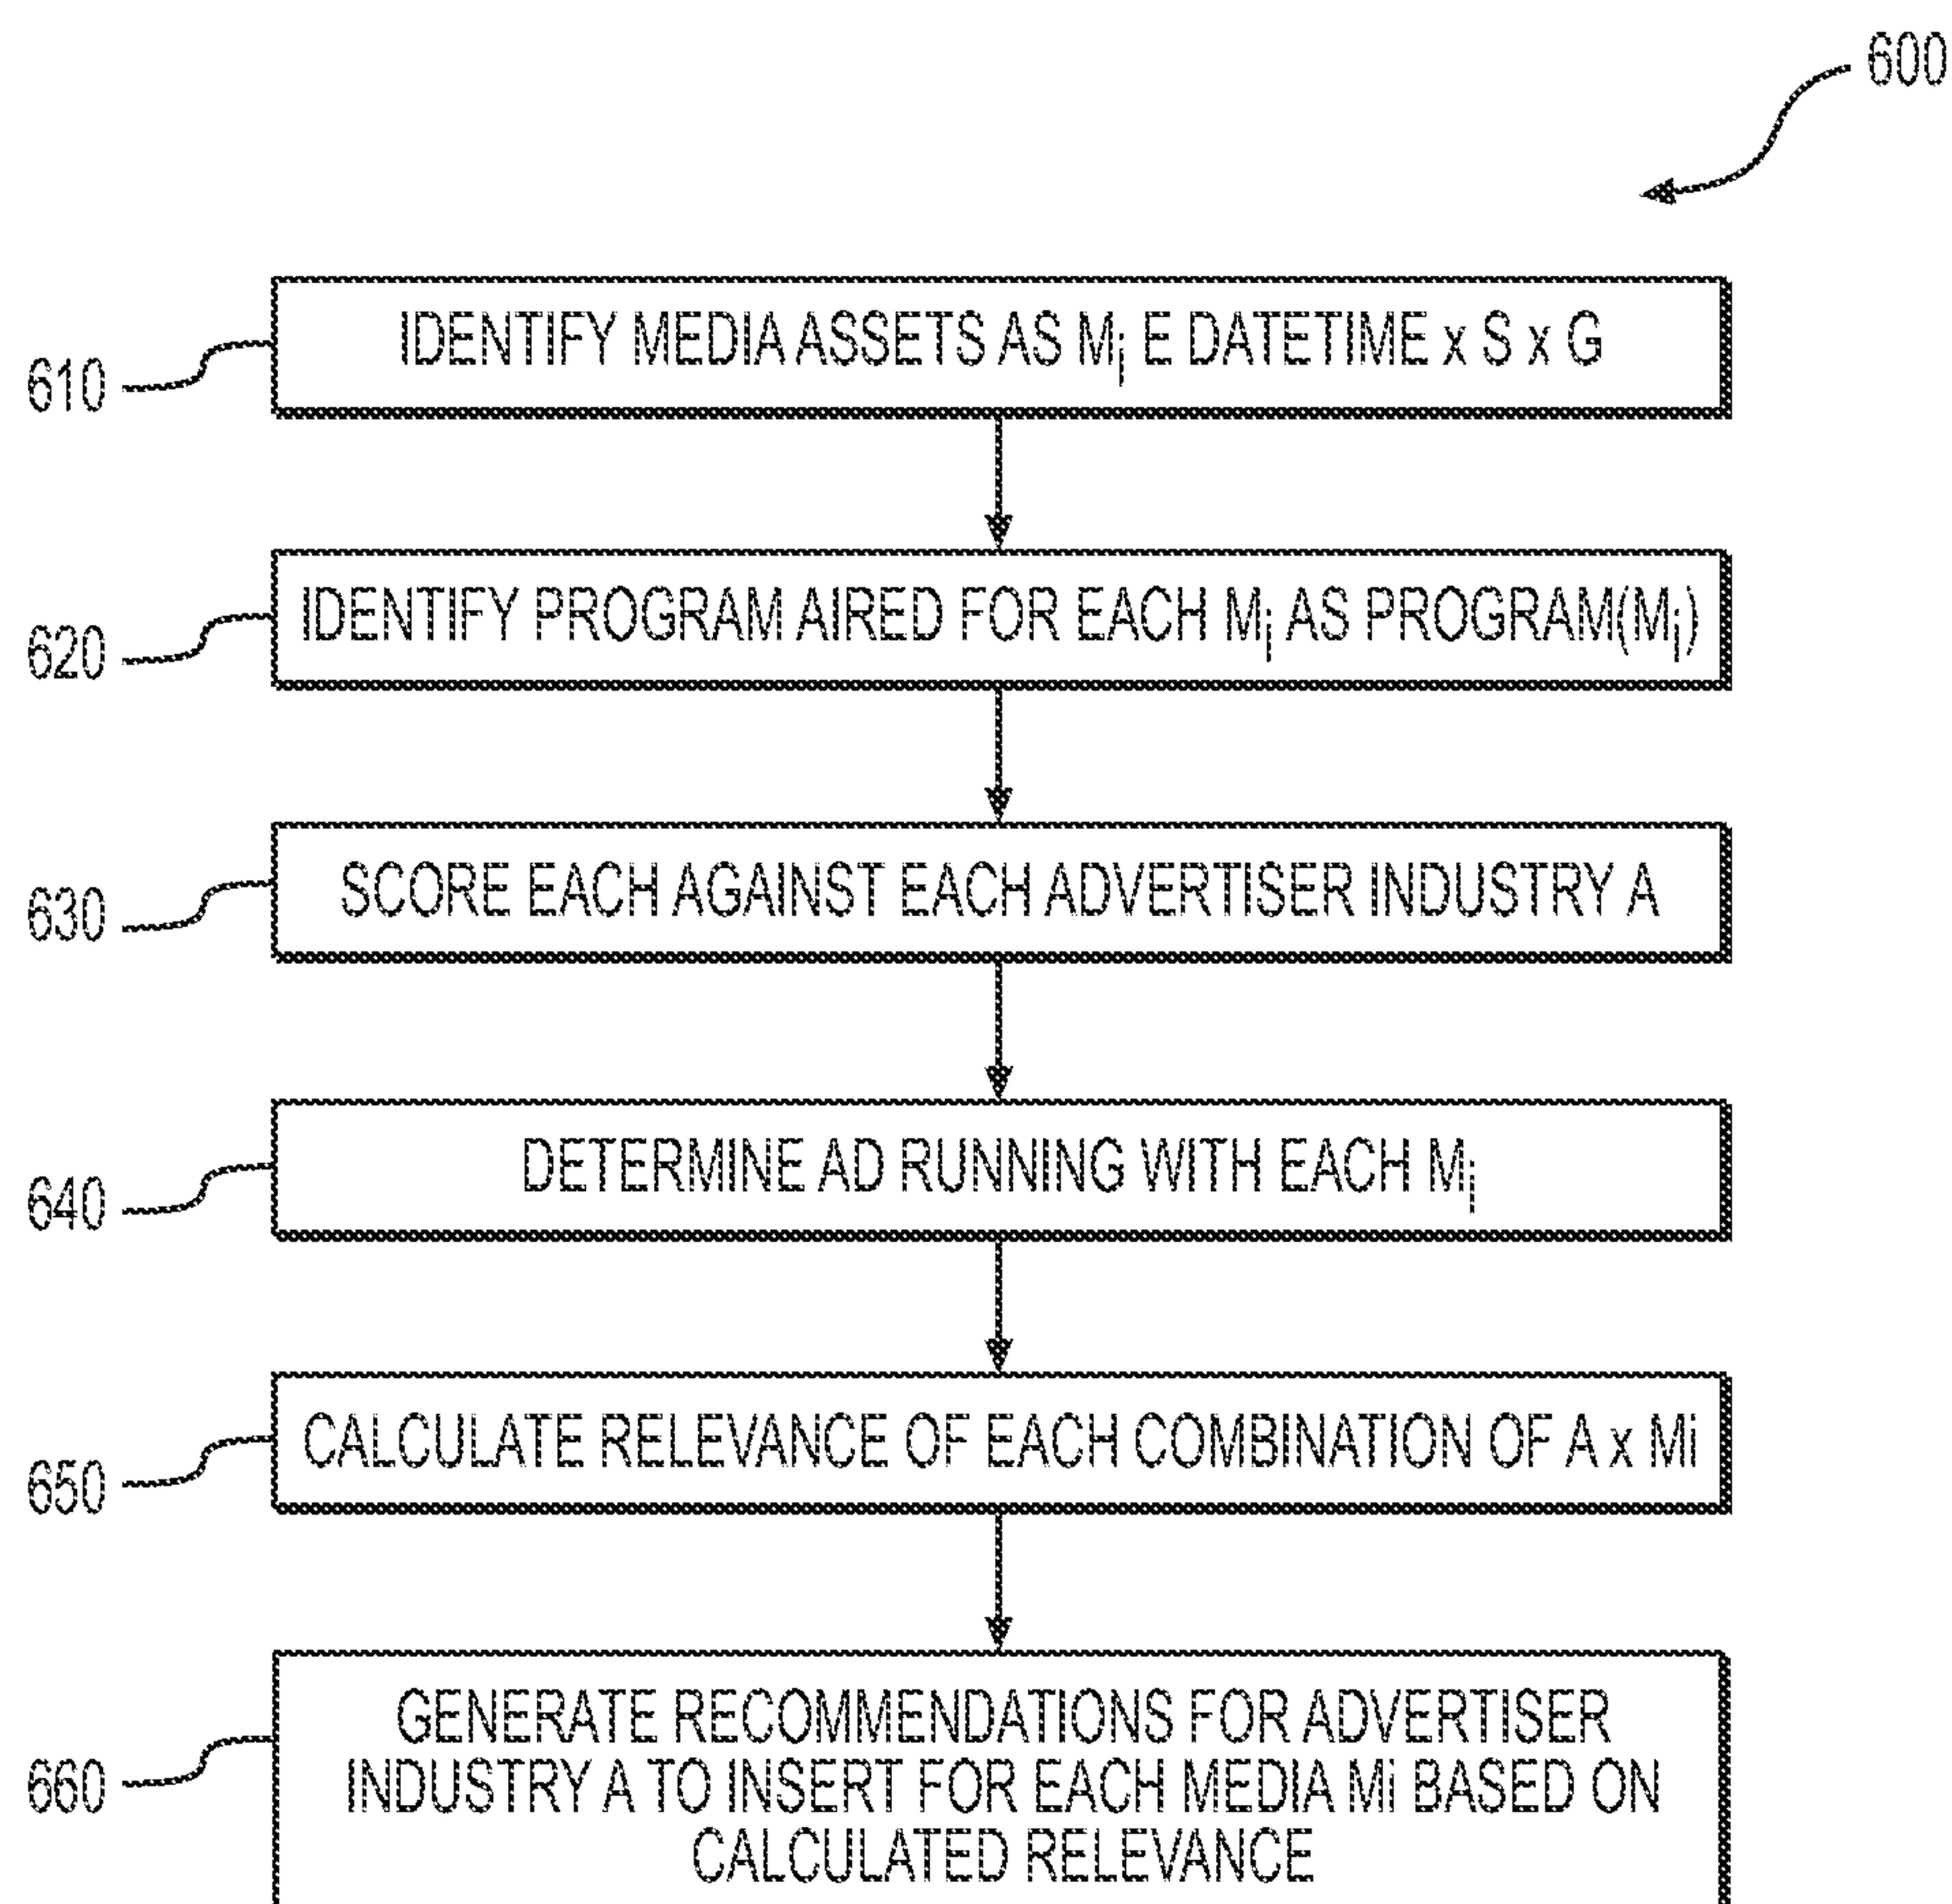 600
610
IDENTIFY MEDIA ASSETS AS Mi E DATETIME x S x G
620
IDENTIFY PROGRAM AIRED FOR EACH Mi AS PROGRAM(Mi)
630
SCORE EACH AGAINST EACH ADVERTISER INDUSTRY A
640
DETERMINE AD RUNNING WITH EACH Mi
650
CALCULATE RELEVANCE OF EACH COMBINATION OF A x Mi
660
GENERATE RECOMMENDATIONS FOR ADVERTISER
INDUSTRY A TO INSERT FOR EACH MEDIA Mi BASED ON
CALCULATED RELEVANCE